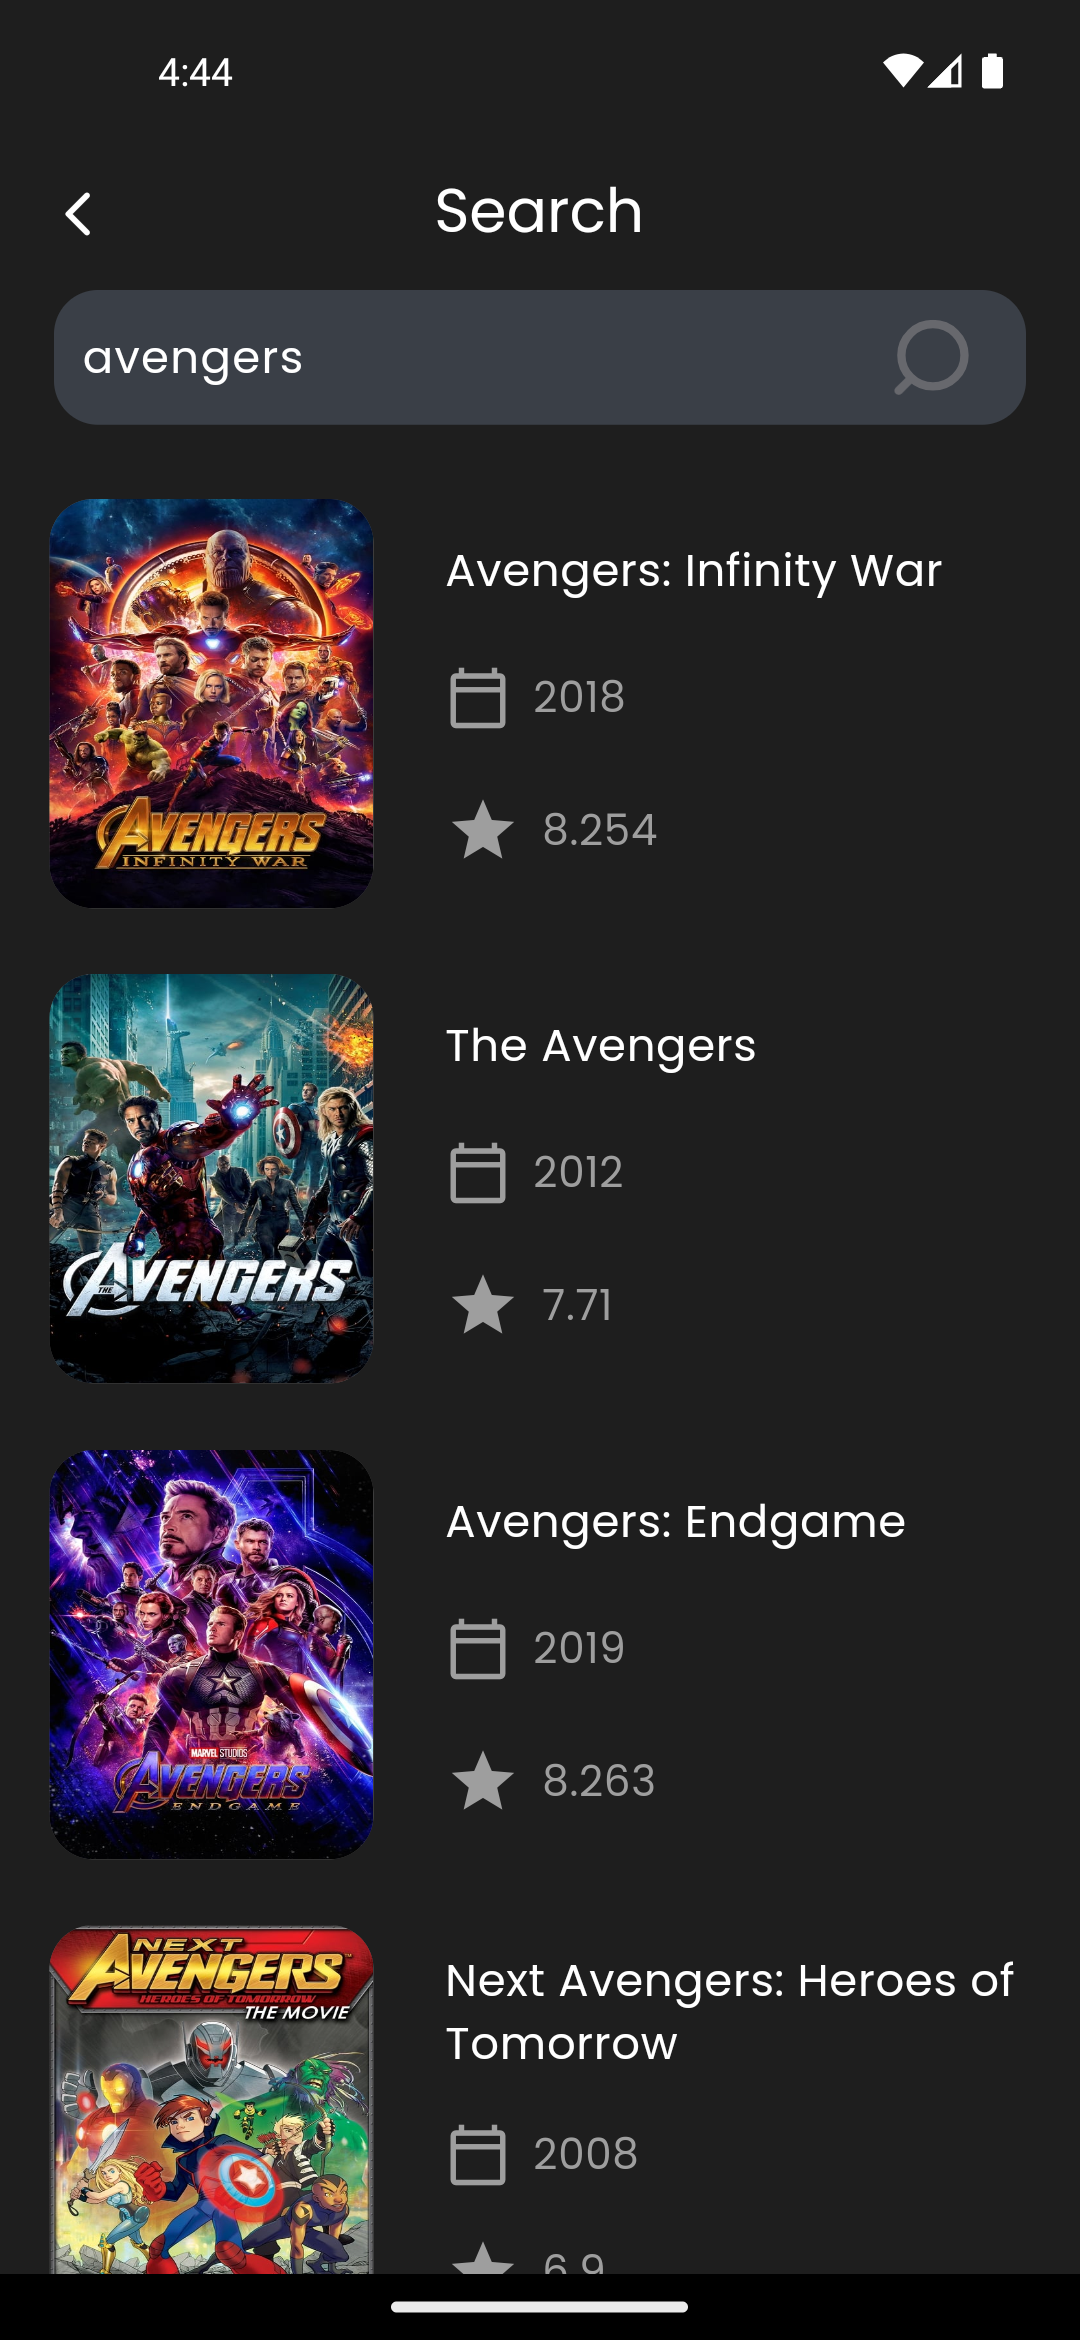 4:44
Search
avengers
Avengers: Infinity War
2018
8.254
AVENGERS
INFINITY WAR
The Avengers
2012
7.71
THE AVENGERS
Avengers: Endgame
2019
8.263
MARVEL STUDIOS
AVENGERS
ENDGAME
NEXT
AVENGERS
HEROES OF TOMORROW
THE MOVIE
Next Avengers: Heroes of
Tomorrow
2008
6.9